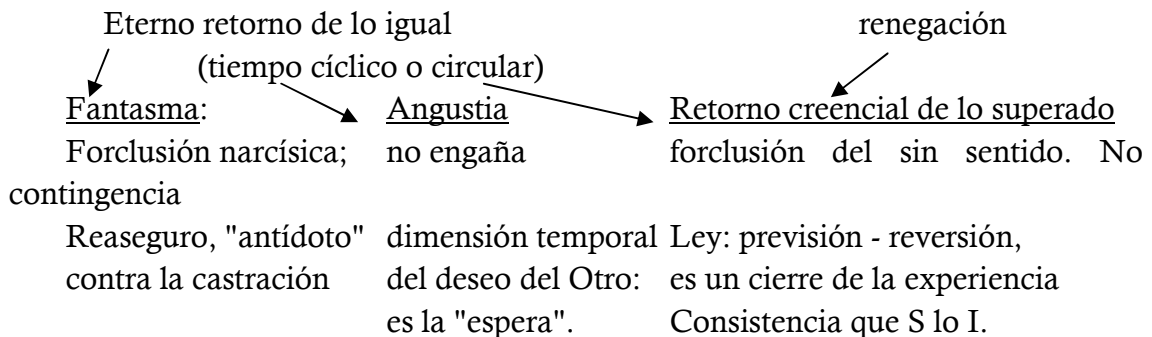 Eterno retorno de lo igual renegación
(tiempo cíclico o circular)
Fantasma: Angustia Retorno creencial de lo superado
Forclusión narcísica; no engaña forclusión del sin sentido. No
contingencia
Reaseguro, "antídoto" dimensión temporal Ley: previsión - reversión,
contra la castración del deseo del Otro: es un cierre de la experiencia
es la "espera". Consistencia que S lo I.